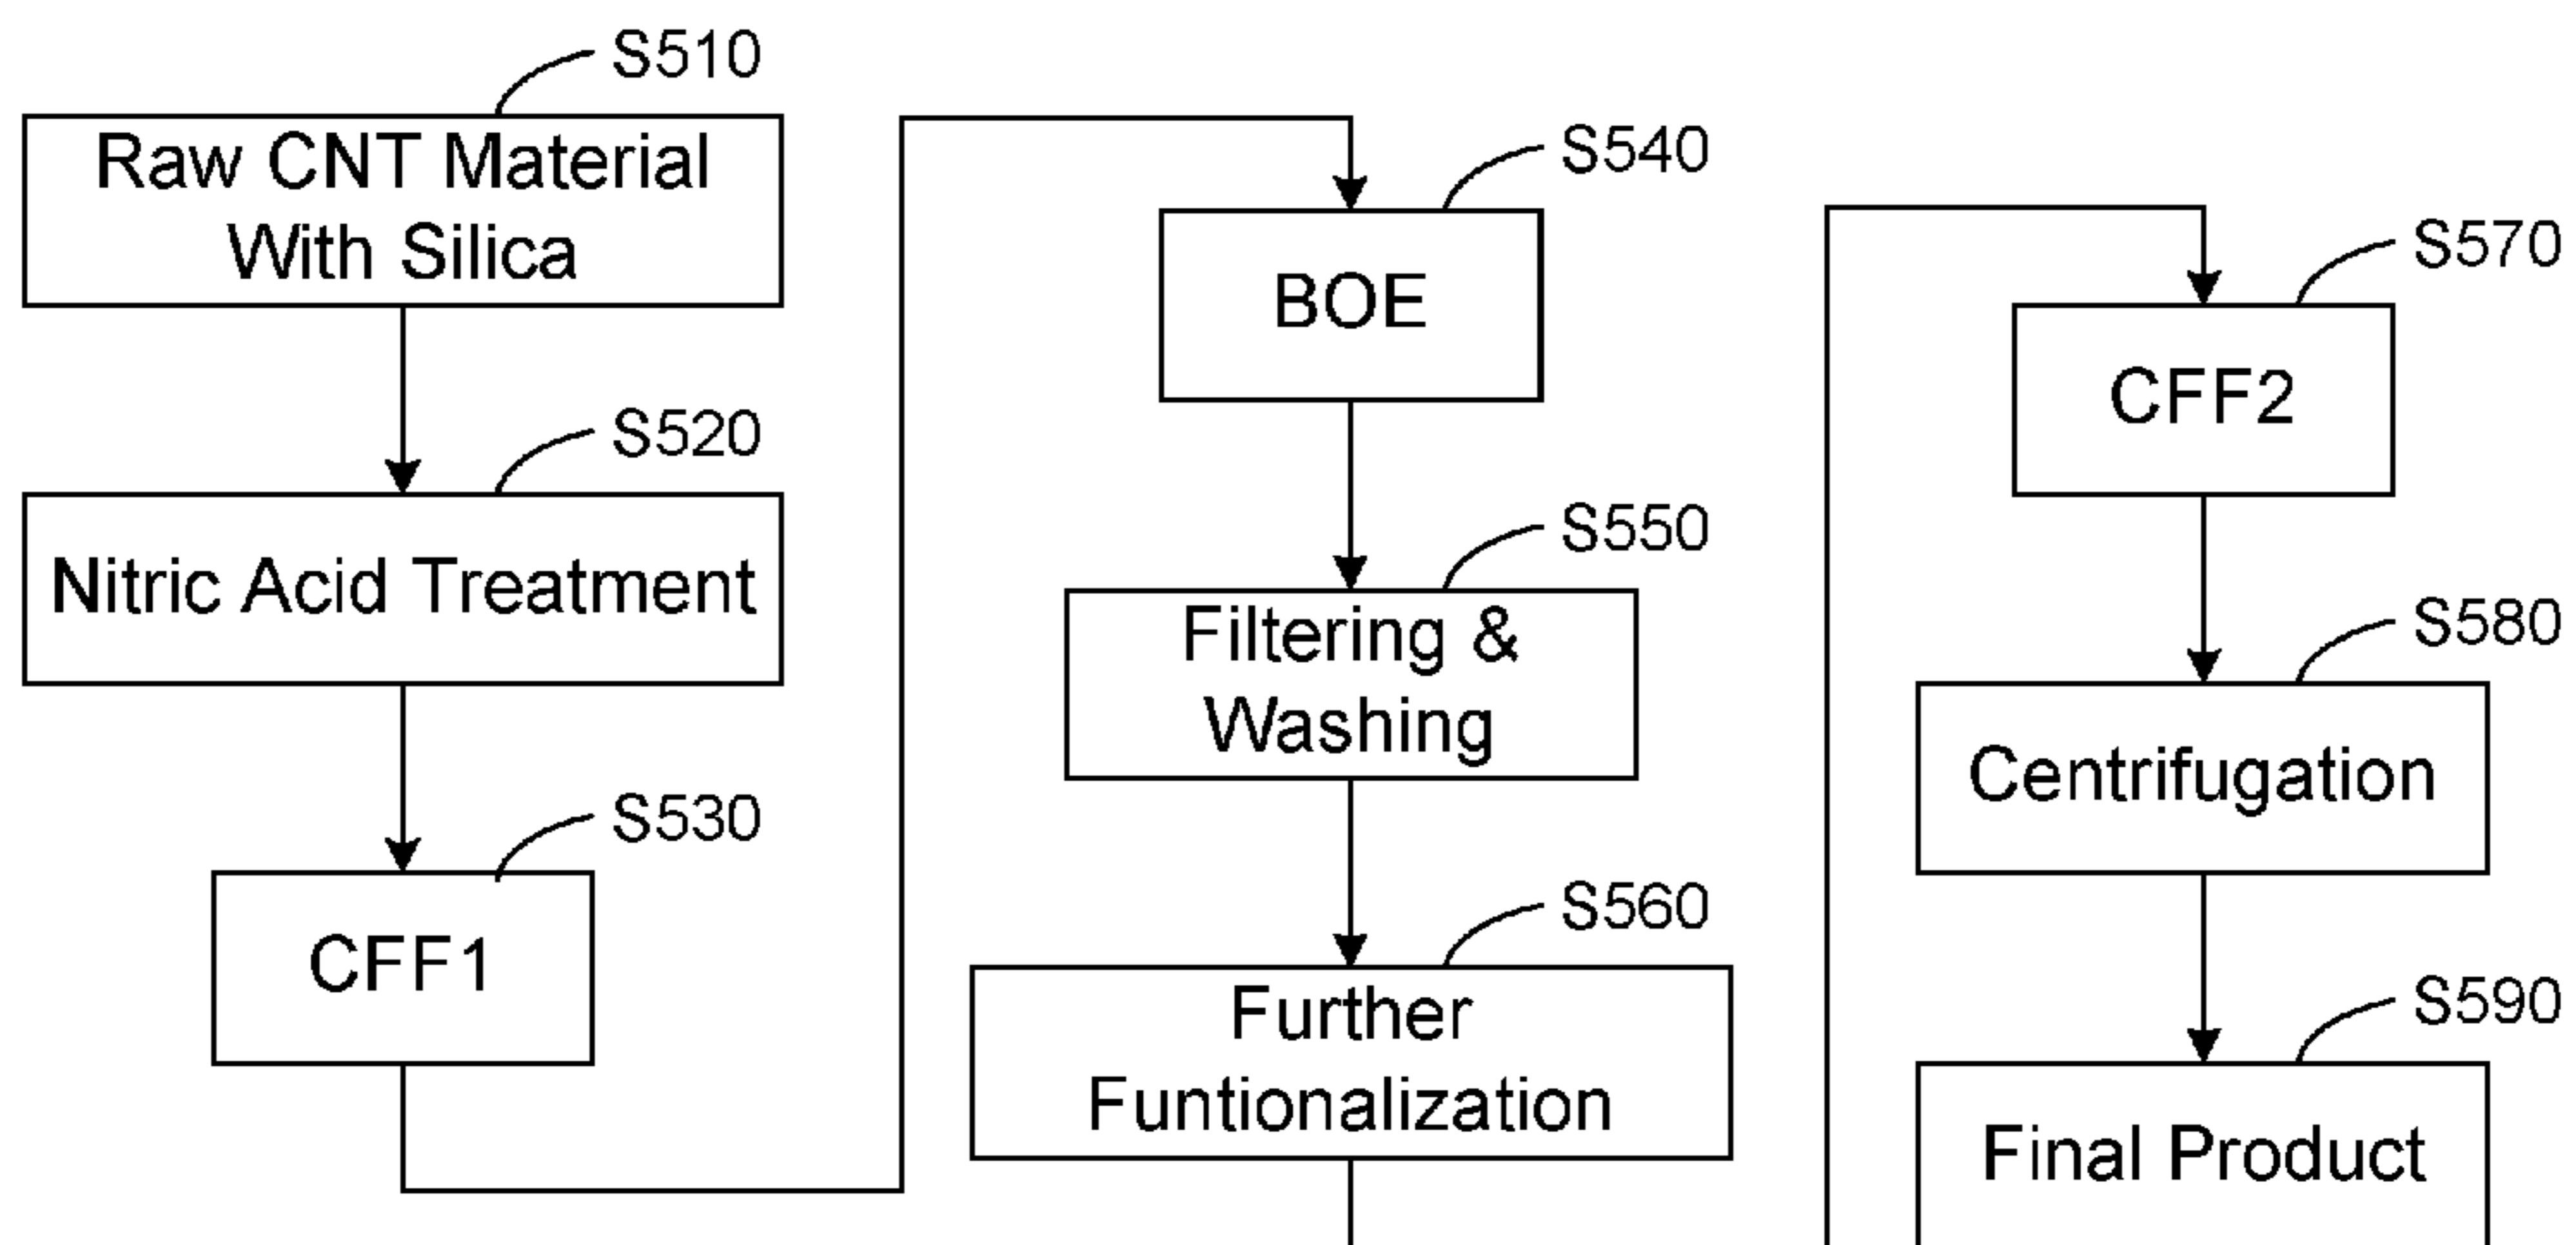 S510
Raw CNT Material
With Silica
S520
Nitric Acid Treatment
S530
CFF1
S540
BOE
S550
Filtering &
Washing
S560
Further
Funtionalization
S570
CFF2
S580
Centrifugation
S590
Final Product